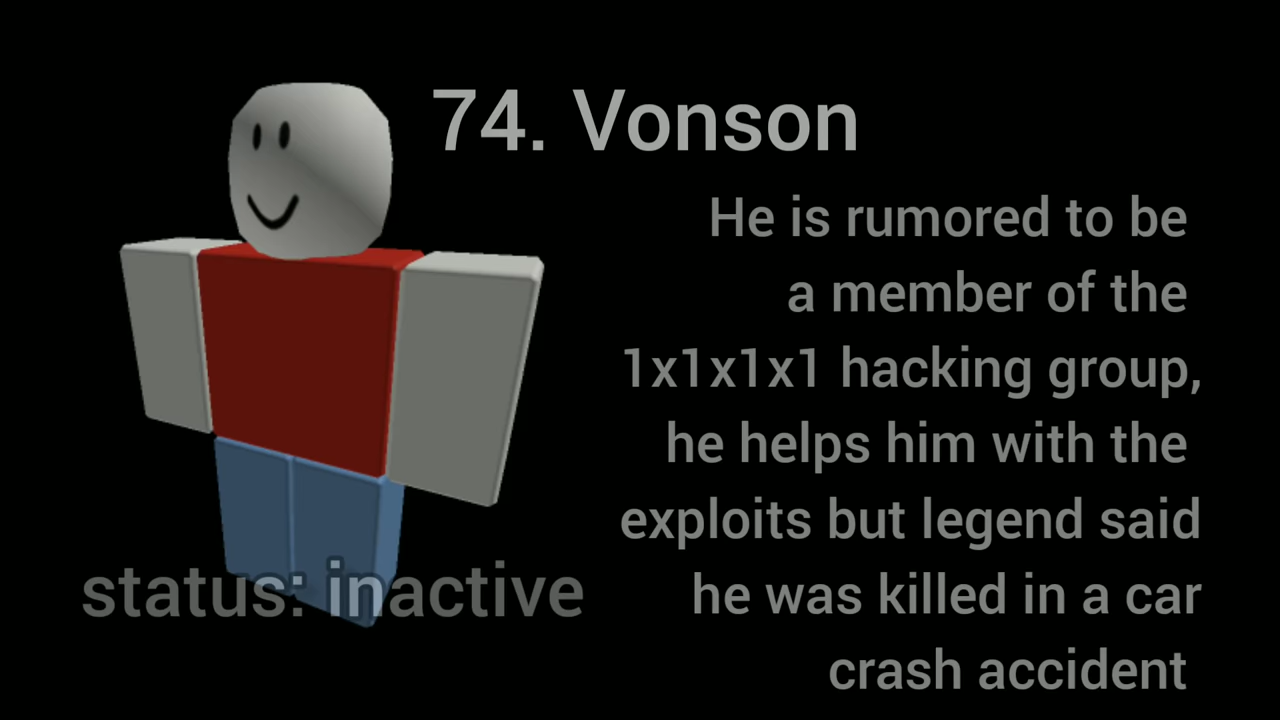 74. Vonson
He is rumored to be
a member of the
1x1x1x1 hacking group,
he helps him with the
exploits but legend said
he was killed in a car
crash accident
status: inactive